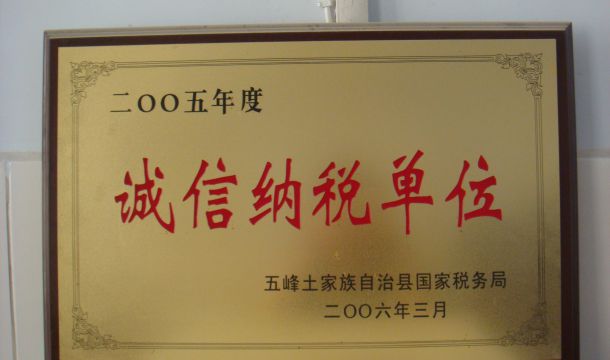 二OO五年度
诚信纳税单位
五峰土家族自治县国家税务局
二OO六年三月